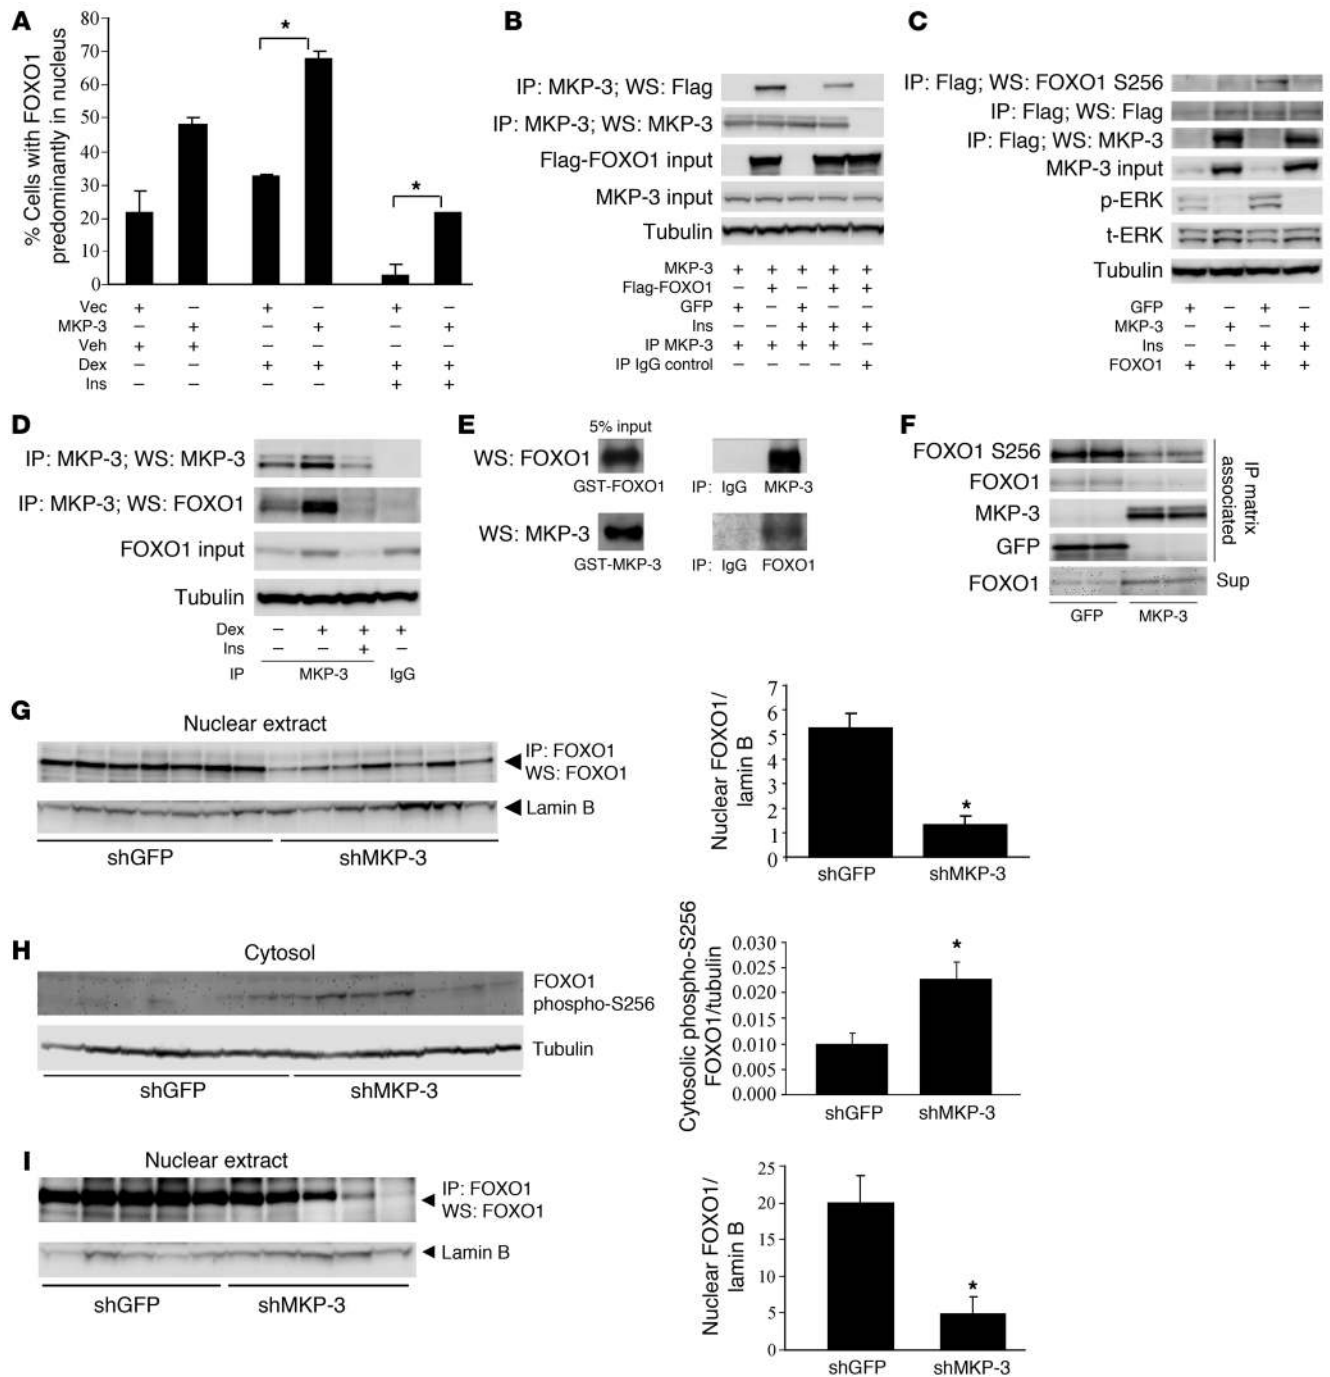 A
% Cells with FOXO1
predominantly in nucleus
80
70
60
50
40
30
20
10
0
*
*
Vec + – + – + –
MKP-3 – + – + – +
Veh + + – – – –
Dex – – + + + +
Ins – – – – + +
B
IP: MKP-3; WS: Flag
IP: MKP-3; WS: MKP-3
Flag-FOXO1 input
MKP-3 input
Tubulin
MKP-3 + + + + +
Flag-FOXO1 – + – + +
GFP + – + – –
Ins – – + + +
IP MKP-3 + + + + –
IP IgG control – – – – +
C
IP: Flag; WS: FOXO1 S256
IP: Flag; WS: Flag
IP: Flag; WS: MKP-3
MKP-3 input
p-ERK
t-ERK
Tubulin
GFP + – + –
MKP-3 – + – +
Ins – – + +
FOXO1 + + + +
D
IP: MKP-3; WS: MKP-3
IP: MKP-3; WS: FOXO1
FOXO1 input
Tubulin
Dex – + + +
Ins – – + –
IP MKP-3 IgG
E
5% input
WS: FOXO1
GST-FOXO1 IP: IgG MKP-3
WS: MKP-3
GST-MKP-3 IP: IgG FOXO1
F
FOXO1 S256
FOXO1
MKP-3
GFP
IP matrix
associated
FOXO1 Sup
GFP MKP-3
G
Nuclear extract
IP: FOXO1
WS: FOXO1
Lamin B
shGFP shMKP-3
Nuclear FOXO1/
lamin B
7
6
5
4
3
2
1
0
*
shGFP shMKP-3
H
Cytosol
FOXO1
phospho-S256
Tubulin
shGFP shMKP-3
Cytosolic phospho-S256
FOXO1/tubulin
0.030
0.025
0.020
0.015
0.010
0.005
0.000
*
shGFP shMKP-3
I
Nuclear extract
IP: FOXO1
WS: FOXO1
Lamin B
shGFP shMKP-3
Nuclear FOXO1/
lamin B
25
20
15
10
5
0
*
shGFP shMKP-3